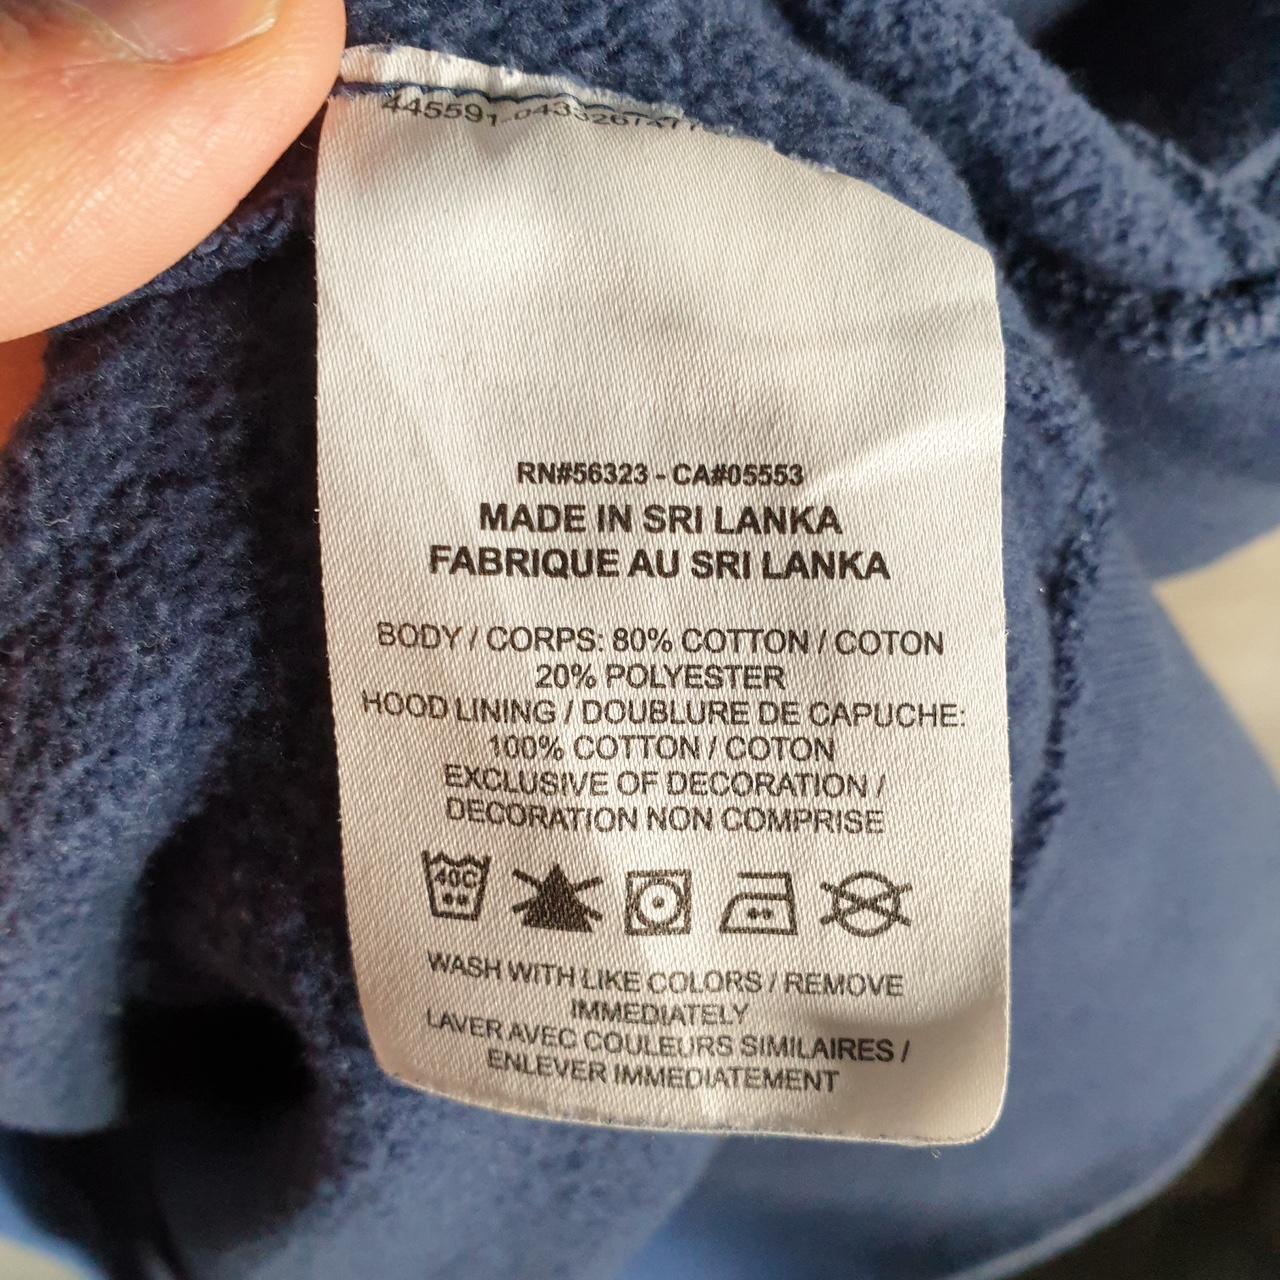 445591
RN#56323 - CA#05553
MADE IN SRI LANKA
FABRIQUE AU SRI LANKA
BODY / CORPS: 80% COTTON / COTON
20% POLYESTER
HOOD LINING / DOUBLURE DE CAPUCHE:
100% COTTON / COTON
EXCLUSIVE OF DECORATION /
DECORATION NON COMPRISE
40C
WASH WITH LIKE COLORS / REMOVE
IMMEDIATELY
LAVER AVEC COULEURS SIMILAIRES /
ENLEVER IMMEDIATEMENT